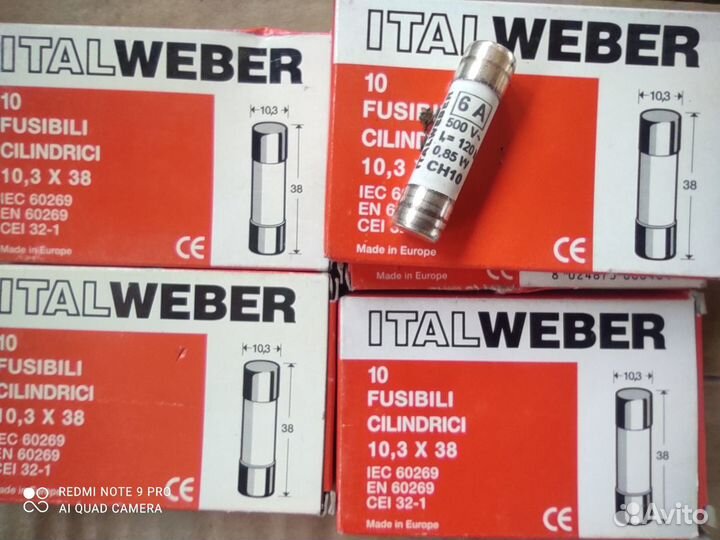 ITALWEBER
10
FUSIBILI
CILINDRICI
10,3 X 38
IEC 60269
EN 60269
CEI 32-1
Made in Europe
10,3
38
CE
ITALWEBER
10
FUSIBILI
CILINDRICI
10,3
IEC
EN
CEI
Made in Europe
10,3
38
CE
ITALWEBER
6 A
500 V~
0,85 W
CH10
ITALWEBER
10
FUSIBILI
CILINDRICI
10,3 X 38
IEC 60269
EN 60269
CEI 32-1
Europe
10,3
38
CE
ITALWEBER
10
FUSIBILI
CILINDRICI
10,3 X 38
IEC 60269
EN 60269
CEI 32-1
Made in Europe
10,3
38
CE
REDMI NOTE 9 PRO
AI QUAD CAMERA
Avito